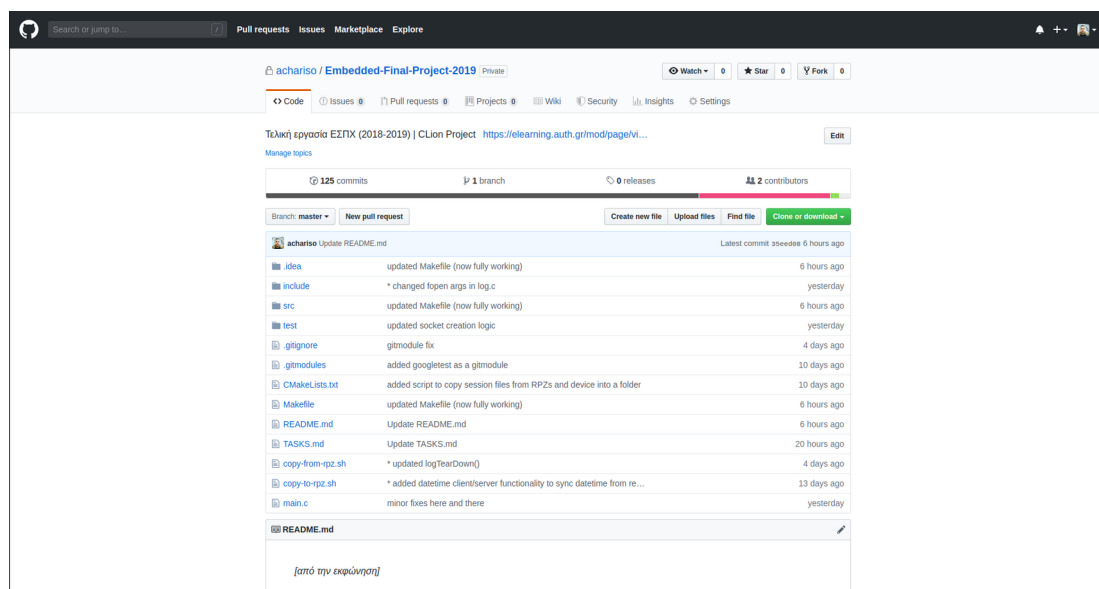 Search or jump to... / Pull requests Issues Marketplace Explore
achariso / Embedded-Final-Project-2019 Private Watch 0 Star 0 Fork 0
Code Issues 0 Pull requests 0 Projects 0 Wiki Security Insights Settings
Τελική εργασία ΕΣΠΧ (2018-2019) | CLion Project https://elearning.auth.gr/mod/page/vi… Edit
Manage topics
125 commits 1 branch 0 releases 2 contributors
Branch: master New pull request Create new file Upload files Find file Clone or download
achariso Update README.md Latest commit 35eed08 6 hours ago
.idea updated Makefile (now fully working) 6 hours ago
include * changed fopen args in log.c yesterday
src updated Makefile (now fully working) 6 hours ago
test updated socket creation logic yesterday
.gitignore gitmodule fix 4 days ago
.gitmodules added googletest as a gitmodule 10 days ago
CMakeLists.txt added script to copy session files from RPZs and device into a folder 10 days ago
Makefile updated Makefile (now fully working) 6 hours ago
README.md Update README.md 6 hours ago
TASKS.md Update TASKS.md 20 hours ago
copy-from-rpz.sh * updated logTearDown() 4 days ago
copy-to-rpz.sh * added datetime client/server functionality to sync datetime from re… 13 days ago
main.c minor fixes here and there yesterday
README.md
[από την εκφώνηση]